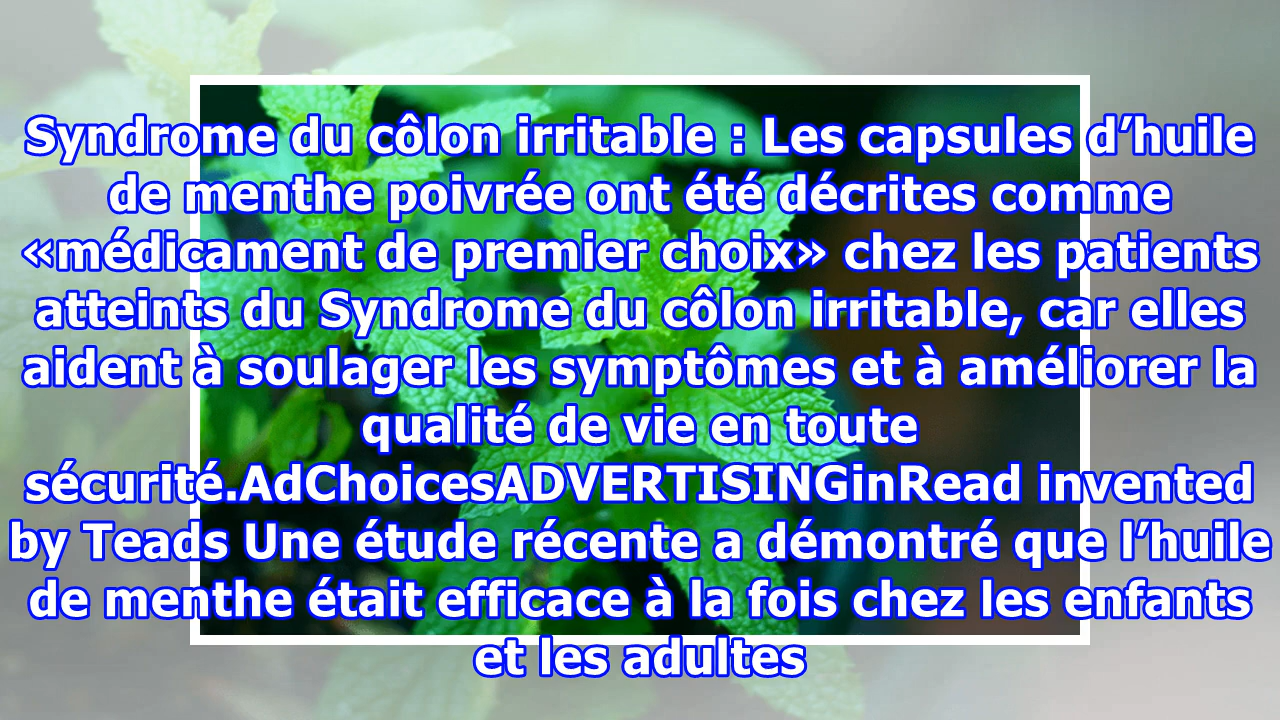 Syndrome du côlon irritable : Les capsules d’huile
de menthe poivrée ont été décrites comme
«médicament de premier choix» chez les patients
atteints du Syndrome du côlon irritable, car elles
aident à soulager les symptômes et à améliorer la
qualité de vie en toute
sécurité.AdChoicesADVERTISINGinRead invented
by Teads Une étude récente a démontré que l’huile
de menthe était efficace à la fois chez les enfants
et les adultes